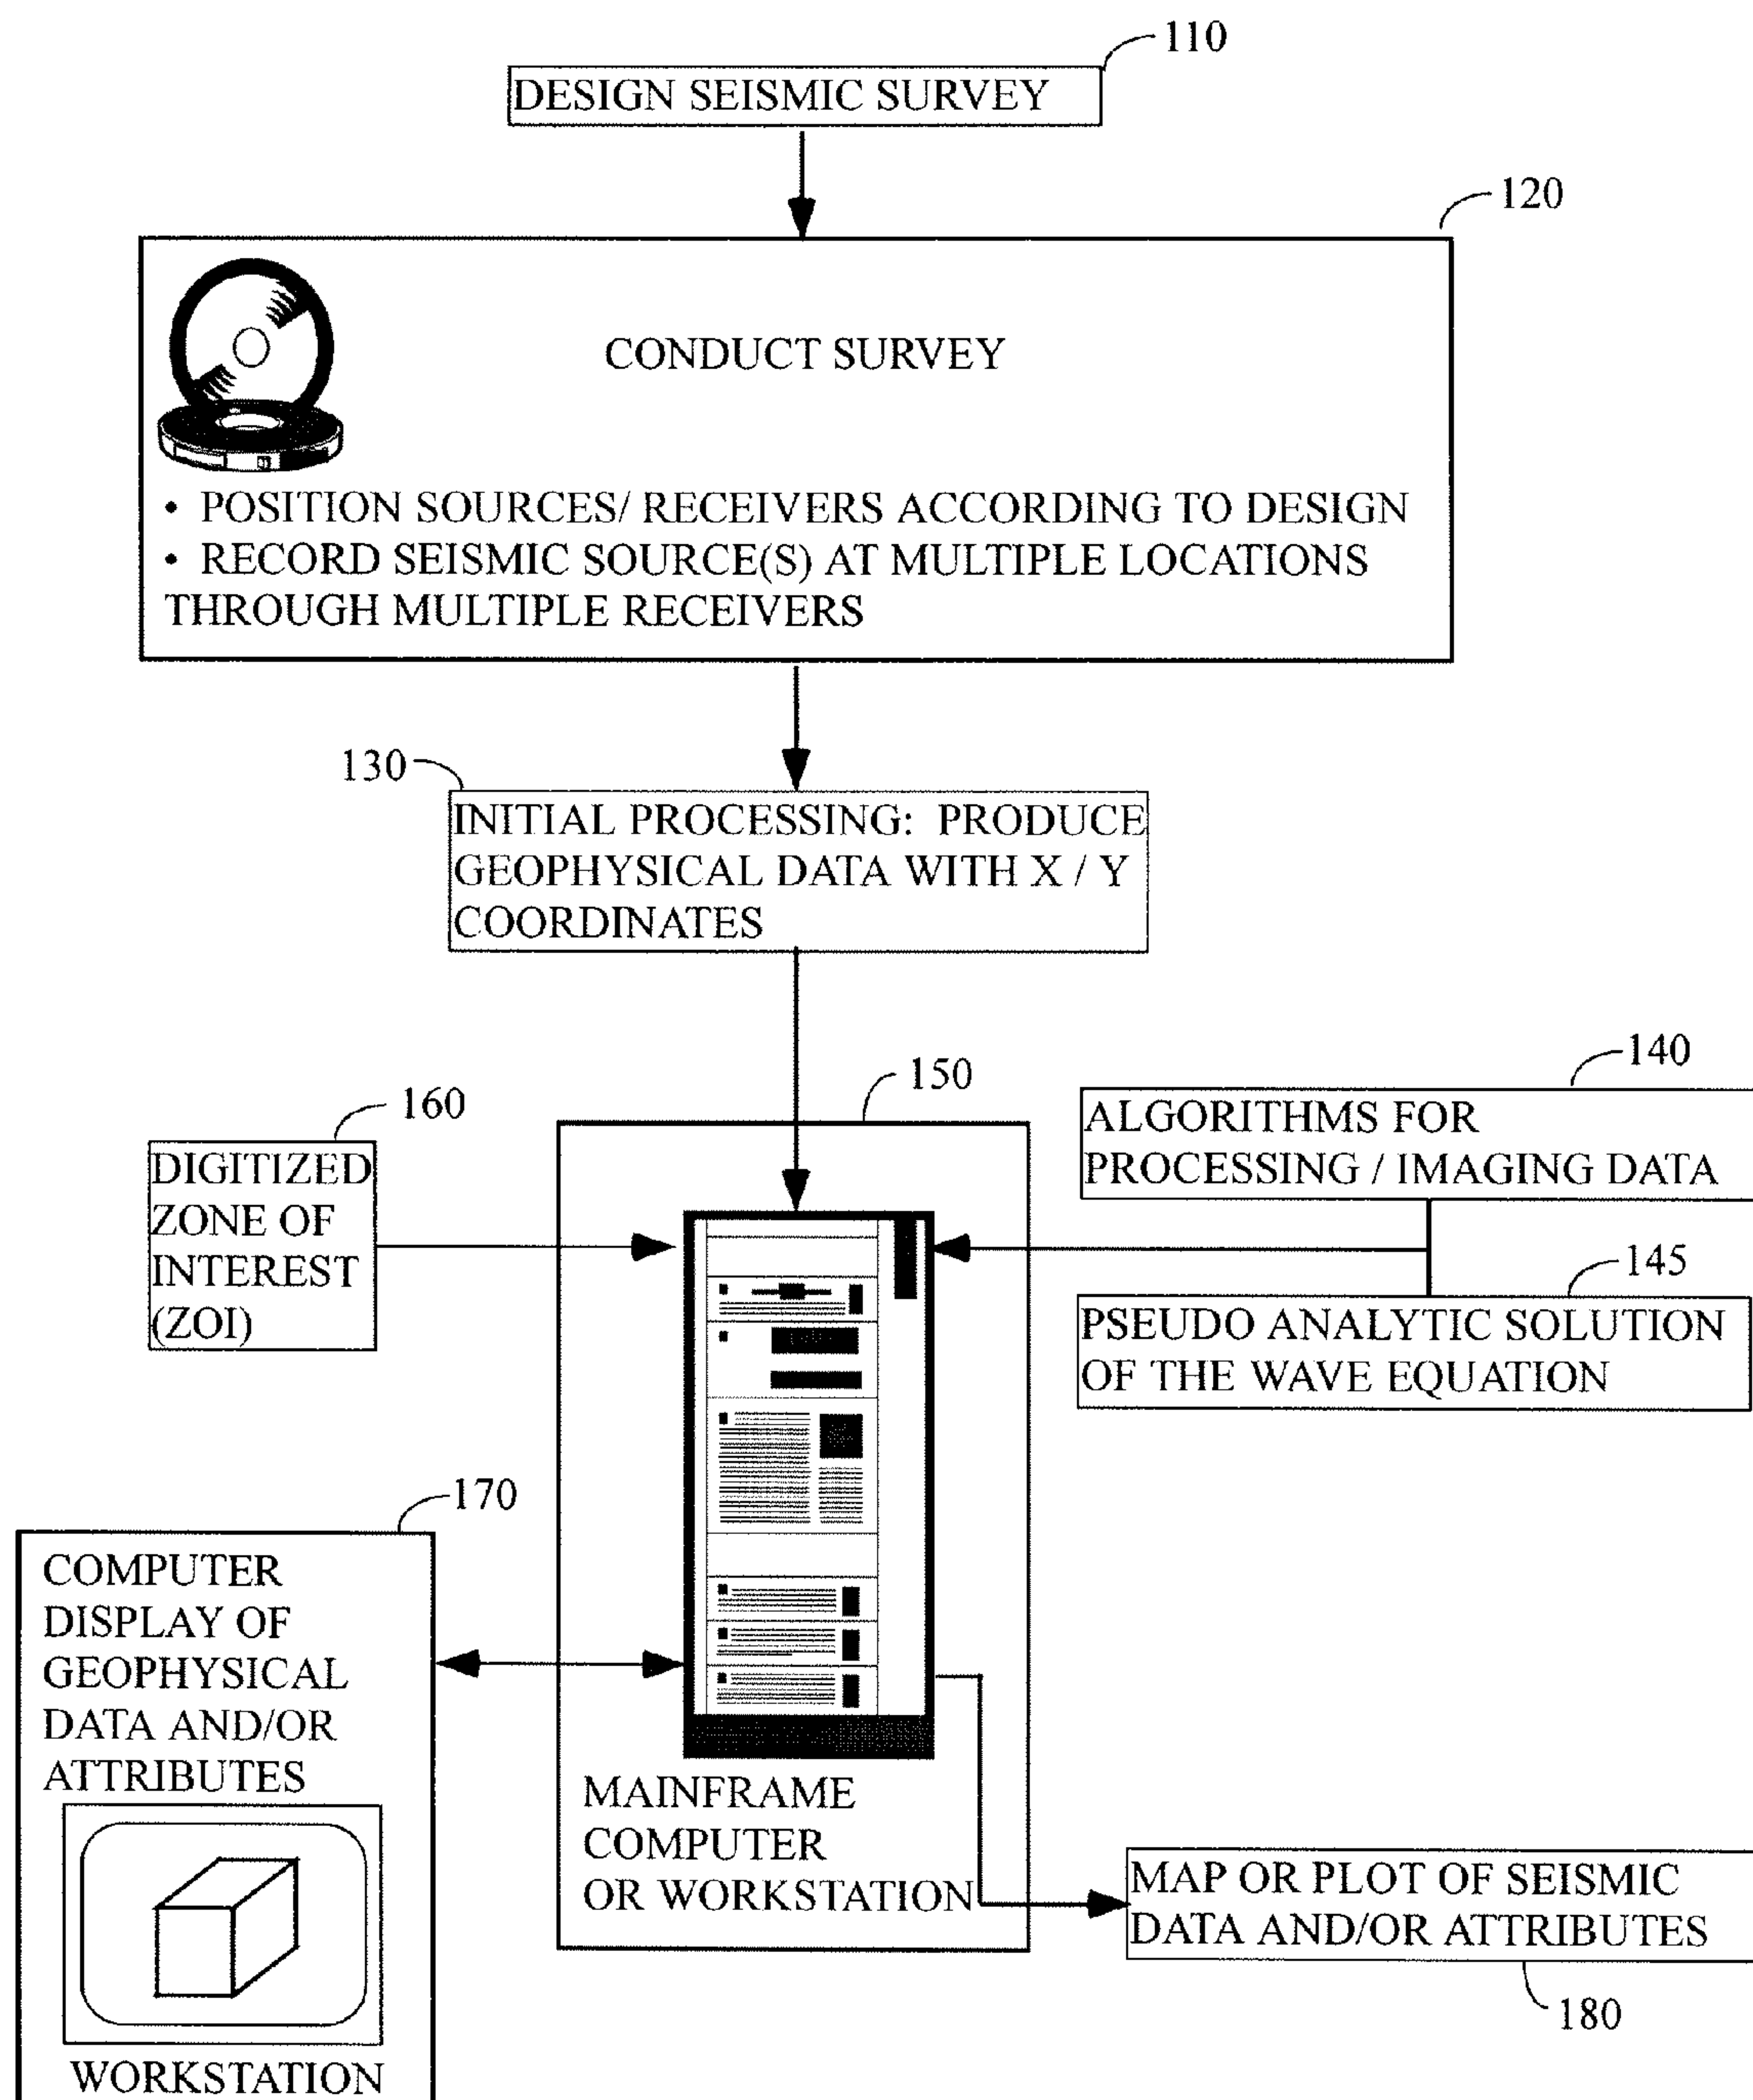 110
DESIGN SEISMIC SURVEY
120
CONDUCT SURVEY
• POSITION SOURCES/ RECEIVERS ACCORDING TO DESIGN
• RECORD SEISMIC SOURCE(S) AT MULTIPLE LOCATIONS
THROUGH MULTIPLE RECEIVERS
130
INITIAL PROCESSING: PRODUCE
GEOPHYSICAL DATA WITH X / Y
COORDINATES
140
ALGORITHMS FOR
PROCESSING / IMAGING DATA
150
160
DIGITIZED
ZONE OF
INTEREST
(ZOI)
145
PSEUDO ANALYTIC SOLUTION
OF THE WAVE EQUATION
170
COMPUTER
DISPLAY OF
GEOPHYSICAL
DATA AND/OR
ATTRIBUTES
WORKSTATION
MAINFRAME
COMPUTER
OR WORKSTATION
MAP OR PLOT OF SEISMIC
DATA AND/OR ATTRIBUTES
180